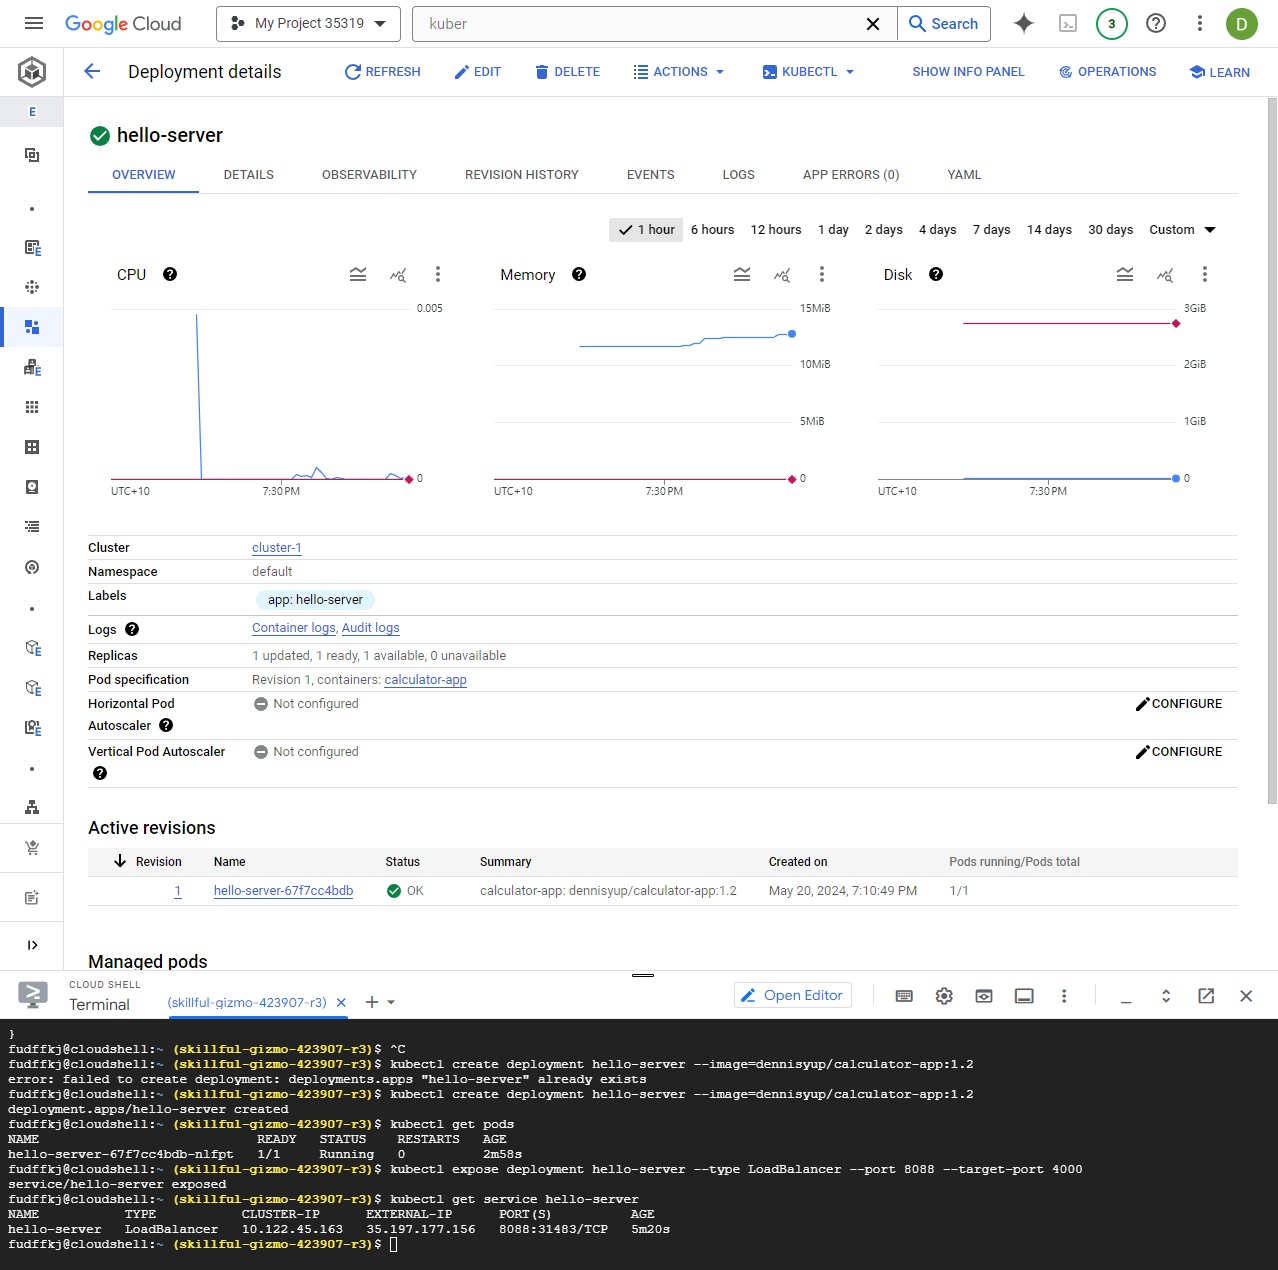 Google Cloud
My Project 35319
kuber
Search
3
D
Deployment details
REFRESH
EDIT
DELETE
ACTIONS
KUBECTL
SHOW INFO PANEL
OPERATIONS
LEARN
E
hello-server
OVERVIEW
DETAILS
OBSERVABILITY
REVISION HISTORY
EVENTS
LOGS
APP ERRORS (0)
YAML
1 hour
6 hours
12 hours
1 day
2 days
4 days
7 days
14 days
30 days
Custom
CPU
0.005
0
UTC+10
7:30 PM
Memory
15MiB
10MiB
5MiB
0
UTC+10
7:30 PM
Disk
3GiB
2GiB
1GiB
0
UTC+10
7:30 PM
E
E
E
E
E
Cluster cluster-1
Namespace default
Labels app: hello-server
Logs Container logs, Audit logs
Replicas 1 updated, 1 ready, 1 available, 0 unavailable
Pod specification Revision 1, containers: calculator-app
Horizontal Pod Not configured CONFIGURE
Autoscaler
Vertical Pod Autoscaler Not configured CONFIGURE
Active revisions
Revision Name Status Summary Created on Pods running/Pods total
1 hello-server-67f7cc4bdb OK calculator-app: dennisyup/calculator-app:1.2 May 20, 2024, 7:10:49 PM 1/1
Managed pods
CLOUD SHELL
Terminal
(skillful-gizmo-423907-r3)
Open Editor
}
fudffkj@cloudshell:~ (skillful-gizmo-423907-r3)$ ^C
fudffkj@cloudshell:~ (skillful-gizmo-423907-r3)$ kubectl create deployment hello-server --image=dennisyup/calculator-app:1.2
error: failed to create deployment: deployments.apps "hello-server" already exists
fudffkj@cloudshell:~ (skillful-gizmo-423907-r3)$ kubectl create deployment hello-server --image=dennisyup/calculator-app:1.2
deployment.apps/hello-server created
fudffkj@cloudshell:~ (skillful-gizmo-423907-r3)$ kubectl get pods
NAME READY STATUS RESTARTS AGE
hello-server-67f7cc4bdb-nlfpt 1/1 Running 0 2m58s
fudffkj@cloudshell:~ (skillful-gizmo-423907-r3)$ kubectl expose deployment hello-server --type LoadBalancer --port 8088 --target-port 4000
service/hello-server exposed
fudffkj@cloudshell:~ (skillful-gizmo-423907-r3)$ kubectl get service hello-server
NAME TYPE CLUSTER-IP EXTERNAL-IP PORT(S) AGE
hello-server LoadBalancer 10.122.45.163 35.197.177.156 8088:31483/TCP 5m20s
fudffkj@cloudshell:~ (skillful-gizmo-423907-r3)$